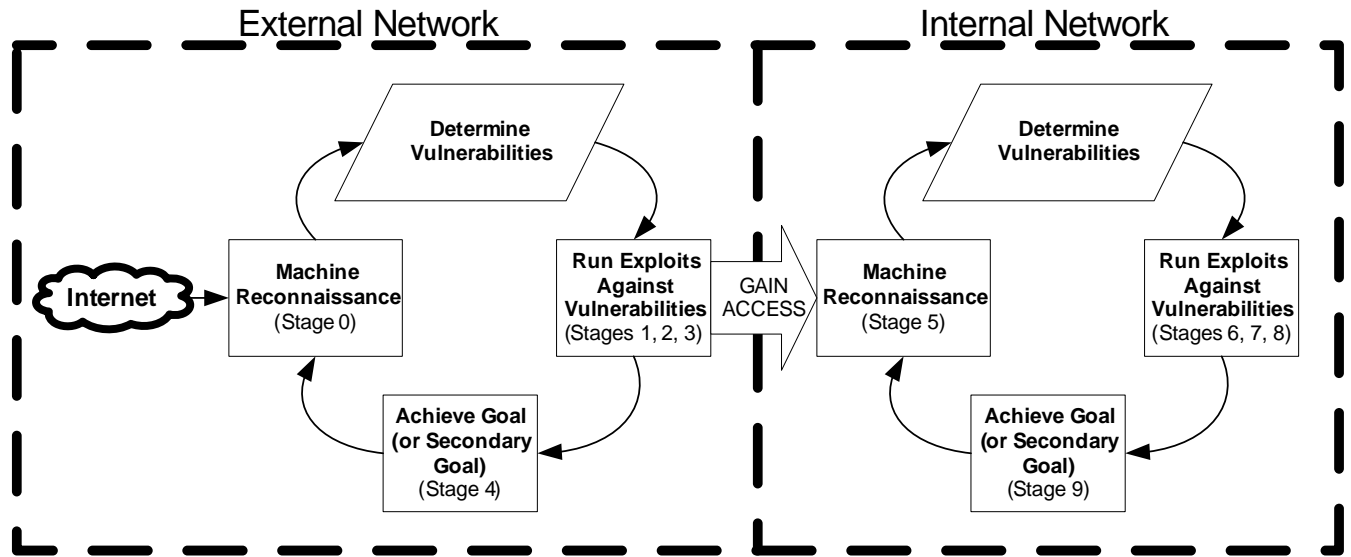 External Network
Internal Network
Determine
Vulnerabilities
Determine
Vulnerabilities
Internet
Machine
Reconnaissance
(Stage 0)
Run Exploits
Against
Vulnerabilities
(Stages 1, 2, 3)
GAIN
ACCESS
Machine
Reconnaissance
(Stage 5)
Run Exploits
Against
Vulnerabilities
(Stages 6, 7, 8)
Achieve Goal
(or Secondary
Goal)
(Stage 4)
Achieve Goal
(or Secondary
Goal)
(Stage 9)